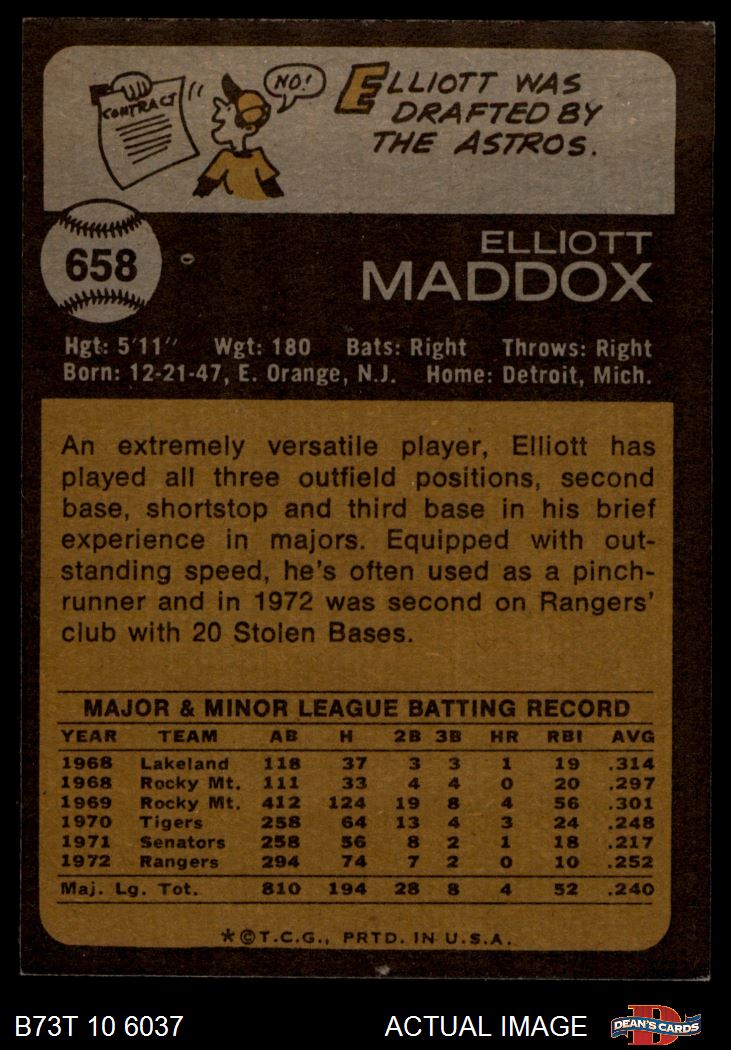 CONTRACT
NO!
ELLIOTT WAS
DRAFTED BY
THE ASTROS.
658
ELLIOTT
MADDOX
Hgt: 5'11" Wgt: 180 Bats: Right Throws: Right
Born: 12-21-47, E. Orange, N.J. Home: Detroit, Mich.
An extremely versatile player, Elliott has
played all three outfield positions, second
base, shortstop and third base in his brief
experience in majors. Equipped with out-
standing speed, he's often used as a pinch-
runner and in 1972 was second on Rangers'
club with 20 Stolen Bases.
MAJOR & MINOR LEAGUE BATTING RECORD
YEAR TEAM AB H 2B 3B HR RBI AVG
1968 Lakeland 118 37 3 3 1 19 .314
1968 Rocky Mt. 111 33 4 4 0 20 .297
1969 Rocky Mt. 412 124 19 8 4 56 .301
1970 Tigers 258 64 13 4 3 24 .248
1971 Senators 258 56 8 2 1 18 .217
1972 Rangers 294 74 7 2 0 10 .252
Maj. Lg. Tot. 810 194 28 8 4 52 .240
*©T.C.G., PRTD. IN U.S.A.
B73T 10 6037 ACTUAL IMAGE DEAN'S CARDS